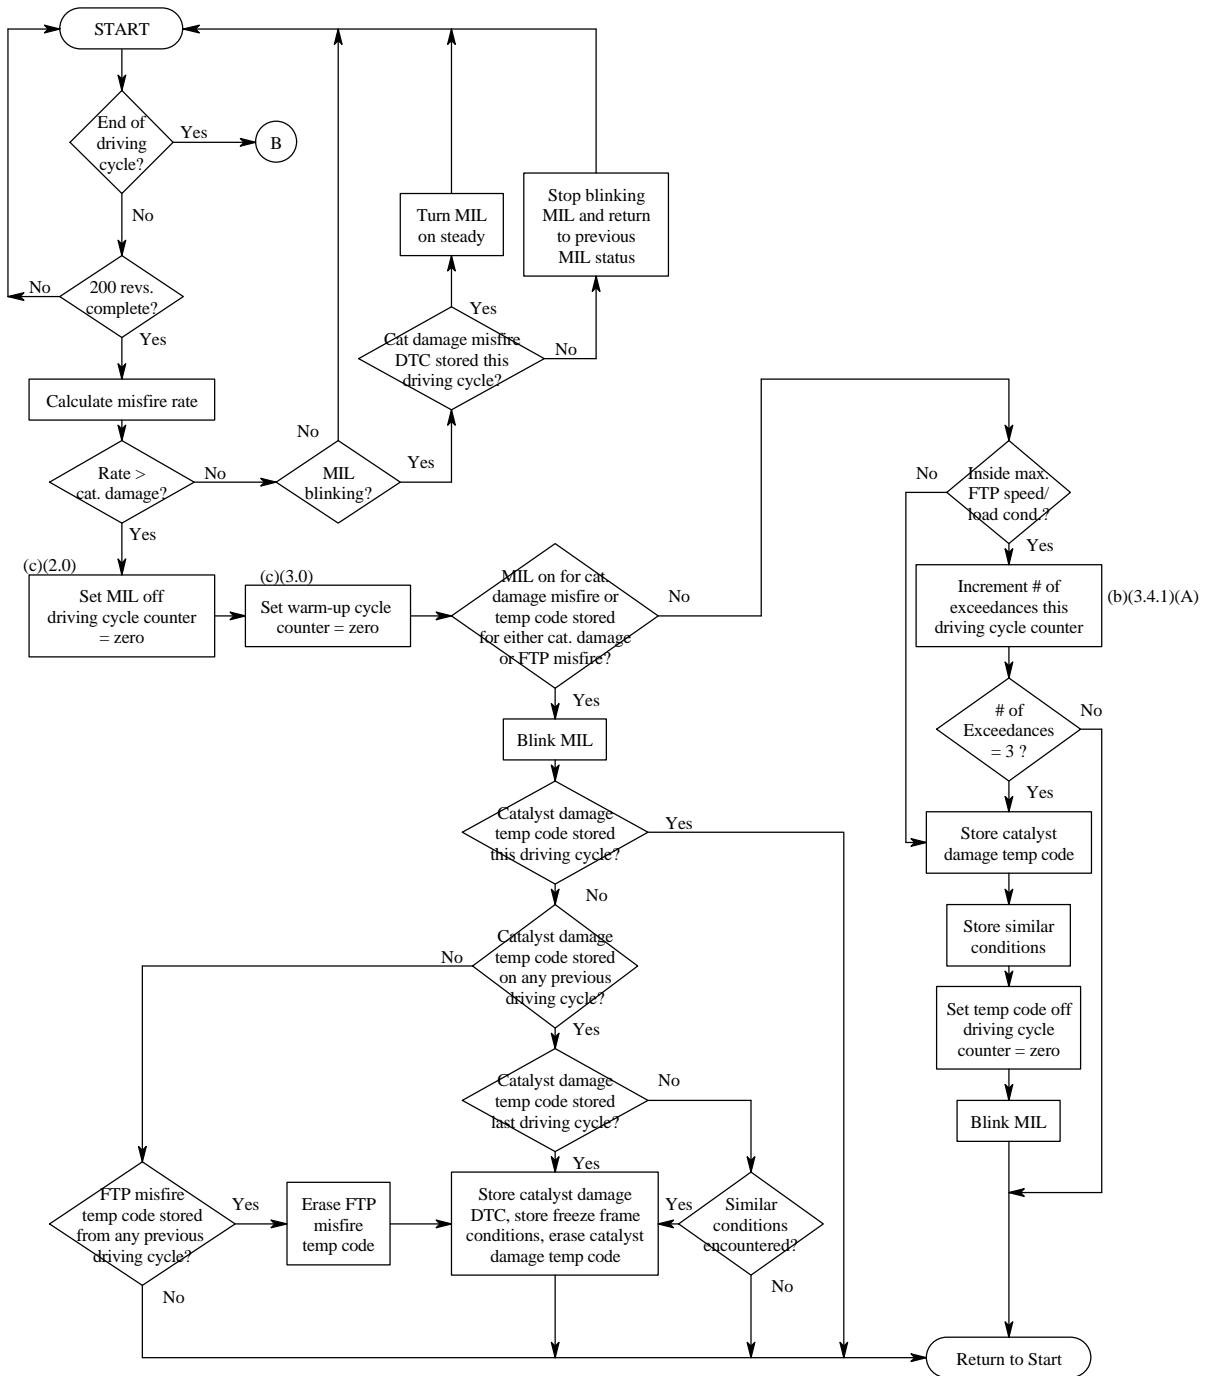 START
End of
driving
cycle?
Yes
B
No
200 revs.
complete?
No
Yes
Calculate misfire rate
Rate >
cat. damage?
No
Yes
MIL
blinking?
No
Yes
Cat damage misfire
DTC stored this
driving cycle?
Yes
No
Turn MIL
on steady
Stop blinking
MIL and return
to previous
MIL status
(c)(2.0)
Set MIL off
driving cycle counter
= zero
(c)(3.0)
Set warm-up cycle
counter = zero
MIL on for cat.
damage misfire or
temp code stored
for either cat. damage
or FTP misfire?
No
Yes
Inside max.
FTP speed/
load cond.?
No
Yes
Increment # of
exceedances this
driving cycle counter
(b)(3.4.1)(A)
# of
Exceedances
= 3 ?
No
Yes
Store catalyst
damage temp code
Store similar
conditions
Set temp code off
driving cycle
counter = zero
Blink MIL
Blink MIL
Catalyst damage
temp code stored
this driving cycle?
Yes
No
Catalyst damage
temp code stored
on any previous
driving cycle?
No
Yes
Catalyst damage
temp code stored
last driving cycle?
No
Yes
FTP misfire
temp code stored
from any previous
driving cycle?
Yes
No
Erase FTP
misfire
temp code
Store catalyst damage
DTC, store freeze frame
conditions, erase catalyst
damage temp code
Similar
conditions
encountered?
Yes
No
Return to Start